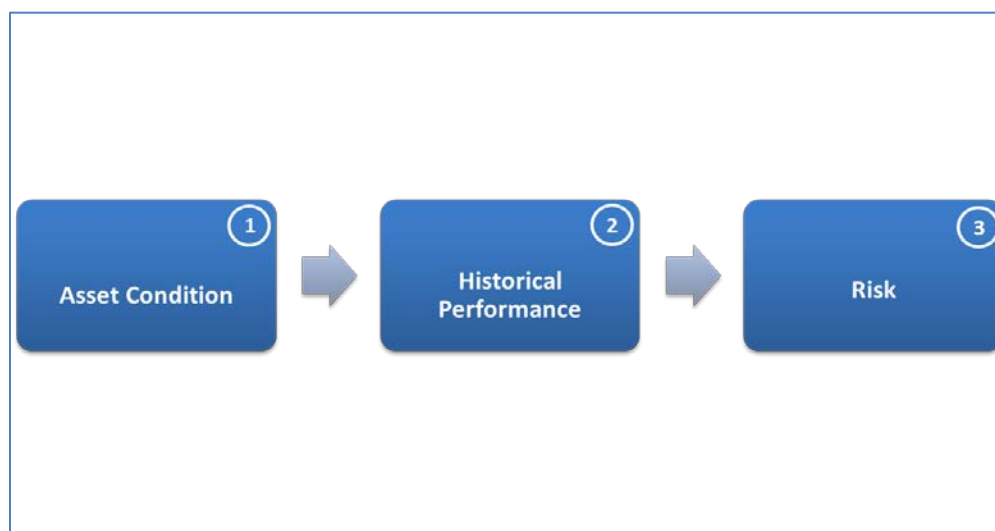 1
Asset Condition
2
Historical
Performance
3
Risk